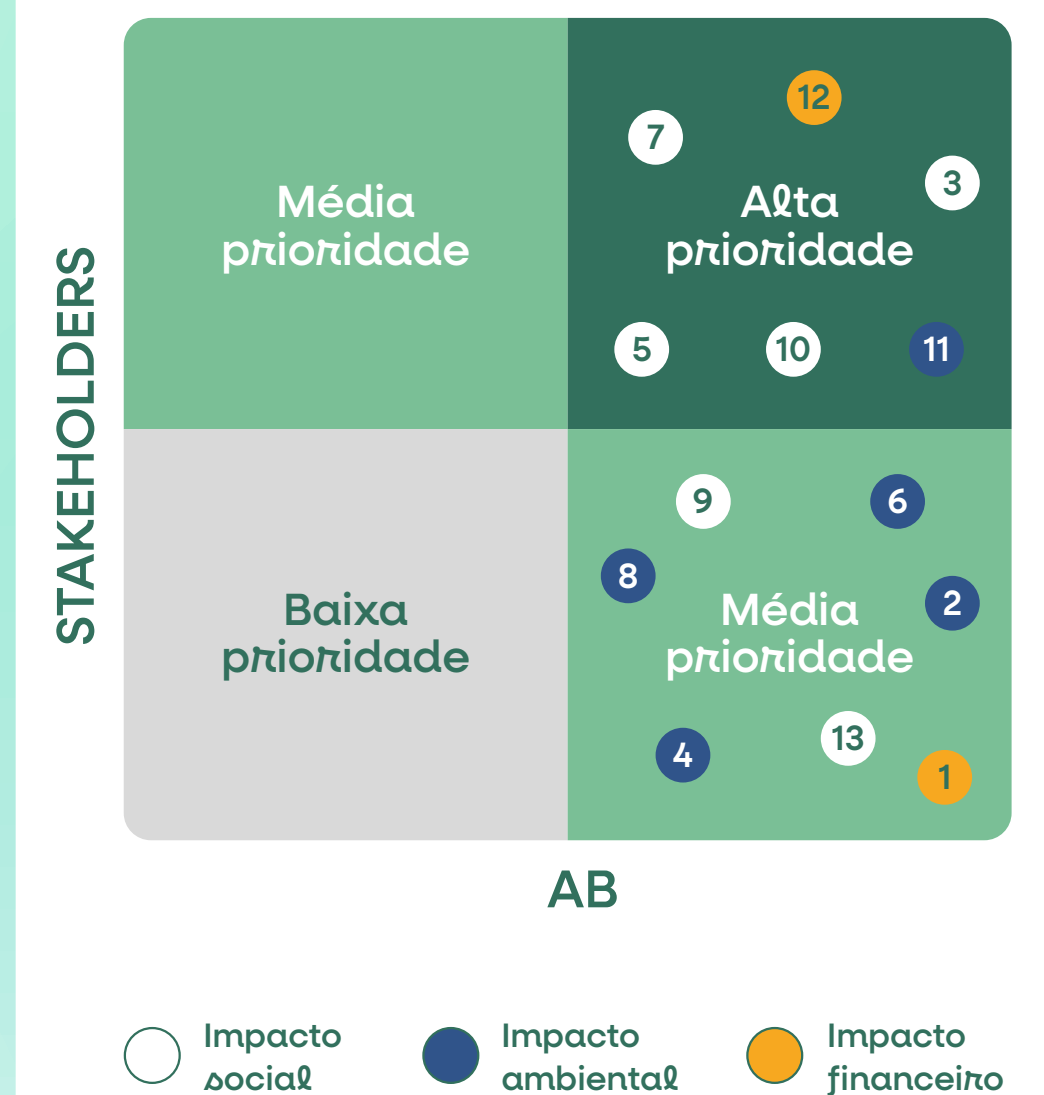 STAKEHOLDERS
Média
prioridade
12
7
3
Alta
prioridade
5
10
11
Baixa
prioridade
9
6
8
2
Média
prioridade
13
4
1
AB
Impacto
social
Impacto
ambiental
Impacto
financeiro